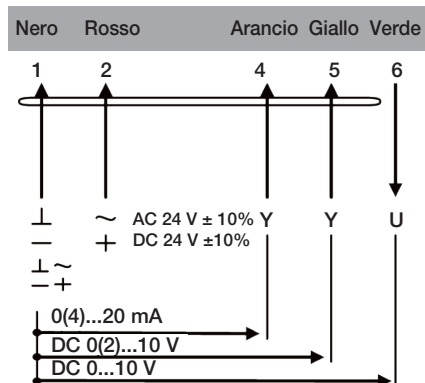 Nero Rosso Arancio Giallo Verde
1 2 4 5 6
⊥ ~ AC 24 V ± 10% Y Y U
− + DC 24 V ±10%
⊥ ~
− +
0(4)...20 mA
DC 0(2)...10 V
DC 0...10 V